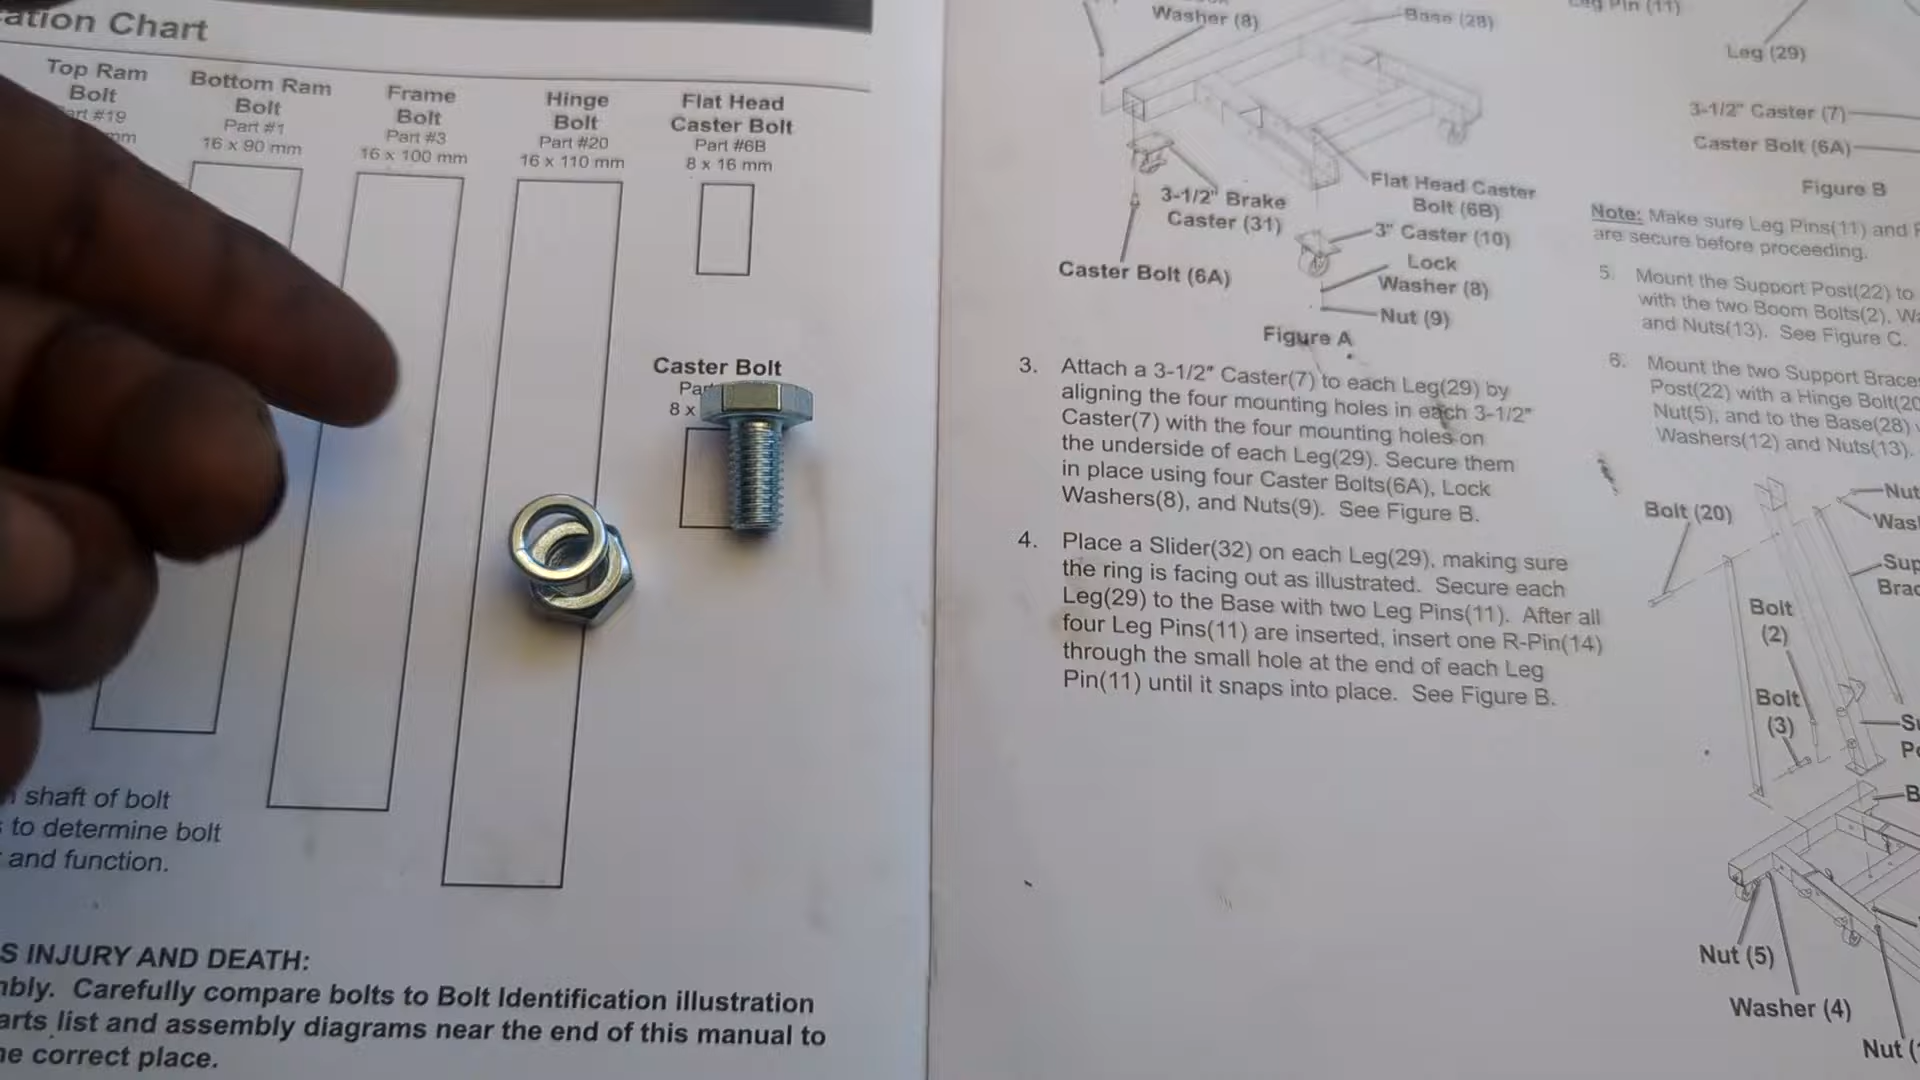 ation Chart
Top Ram
Bolt
Part #19
mm
Bottom Ram
Bolt
Part #1
16 x 90 mm
Frame
Bolt
Part #3
16 x 100 mm
Hinge
Bolt
Part #20
16 x 110 mm
Flat Head
Caster Bolt
Part #6B
8 x 16 mm
Caster Bolt
Par
8 x
shaft of bolt
to determine bolt
and function.
S INJURY AND DEATH:
mbly. Carefully compare bolts to Bolt Identification illustration
arts list and assembly diagrams near the end of this manual to
he correct place.
Washer (8)
Base (28)
3-1/2" Brake
Caster (31)
Caster Bolt (6A)
Flat Head Caster
Bolt (6B)
3" Caster (10)
Lock
Washer (8)
Nut (9)
Figure A
3. Attach a 3-1/2" Caster(7) to each Leg(29) by
aligning the four mounting holes in each 3-1/2"
Caster(7) with the four mounting holes on
the underside of each Leg(29). Secure them
in place using four Caster Bolts(6A), Lock
Washers(8), and Nuts(9). See Figure B.
4. Place a Slider(32) on each Leg(29), making sure
the ring is facing out as illustrated. Secure each
Leg(29) to the Base with two Leg Pins(11). After all
four Leg Pins(11) are inserted, insert one R-Pin(14)
through the small hole at the end of each Leg
Pin(11) until it snaps into place. See Figure B.
Leg Pin (11)
Leg (29)
3-1/2" Caster (7)
Caster Bolt (6A)
Figure B
Note: Make sure Leg Pins(11) and
are secure before proceeding.
5. Mount the Support Post(22) to
with the two Boom Bolts(2), Wa
and Nuts(13). See Figure C.
6. Mount the two Support Braces
Post(22) with a Hinge Bolt(20
Nut(5), and to the Base(28)
Washers(12) and Nuts(13).
Bolt (20)
Nut
Wash
Sup
Brac
Bolt
(2)
Bolt
(3)
Su
Po
B
Nut (5)
Washer (4)
Nut (